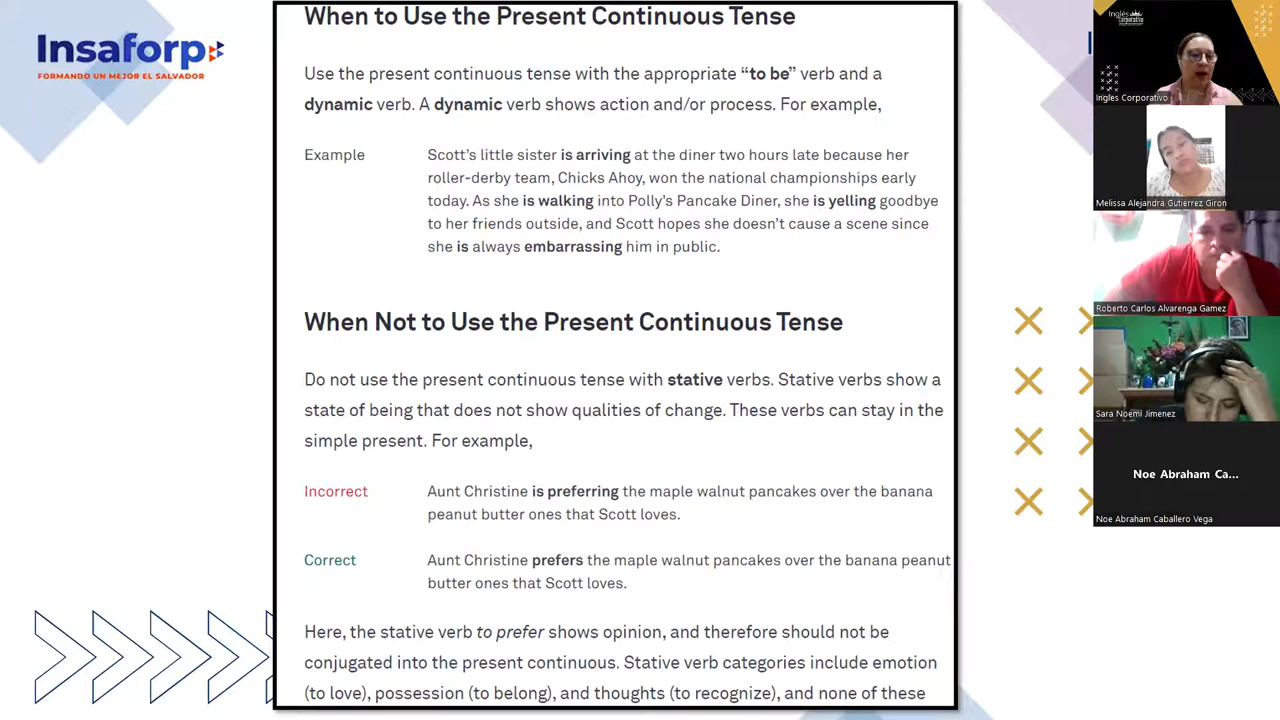 Insaforp
FORMANDO UN MEJOR EL SALVADOR
When to Use the Present Continuous Tense
Use the present continuous tense with the appropriate “to be” verb and a
dynamic verb. A dynamic verb shows action and/or process. For example,
Example
Scott’s little sister is arriving at the diner two hours late because her
roller-derby team, Chicks Ahoy, won the national championships early
today. As she is walking into Polly’s Pancake Diner, she is yelling goodbye
to her friends outside, and Scott hopes she doesn’t cause a scene since
she is always embarrassing him in public.
When Not to Use the Present Continuous Tense
Do not use the present continuous tense with stative verbs. Stative verbs show a
state of being that does not show qualities of change. These verbs can stay in the
simple present. For example,
Incorrect
Aunt Christine is preferring the maple walnut pancakes over the banana
peanut butter ones that Scott loves.
Correct
Aunt Christine prefers the maple walnut pancakes over the banana peanut
butter ones that Scott loves.
Here, the stative verb to prefer shows opinion, and therefore should not be
conjugated into the present continuous. Stative verb categories include emotion
(to love), possession (to belong), and thoughts (to recognize), and none of these
Inglés
Corporativo
Ingles Corporativo
Melissa Alejandra Gutierrez Giron
Roberto Carlos Alvarenga Gamez
Sara Noemi Jimenez
Noe Abraham Ca...
Noe Abraham Caballero Vega